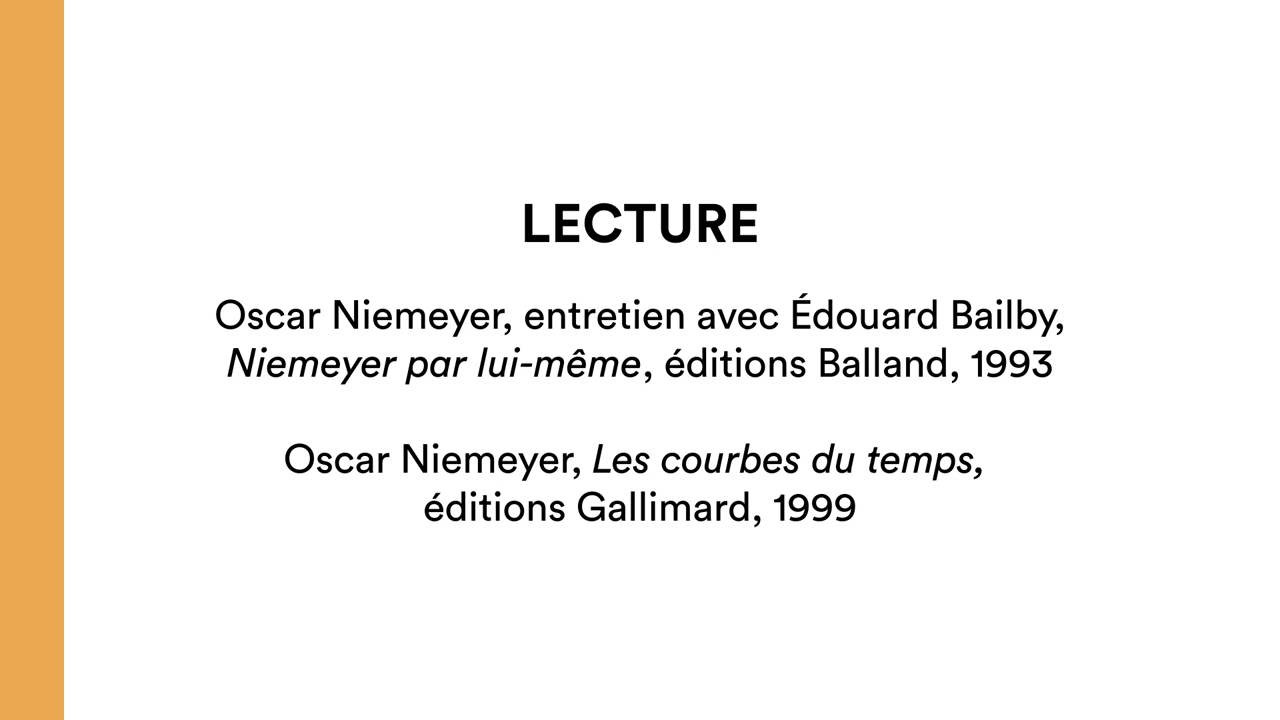 LECTURE
Oscar Niemeyer, entretien avec Édouard Bailby,
Niemeyer par lui-même, éditions Balland, 1993
Oscar Niemeyer, Les courbes du temps,
éditions Gallimard, 1999